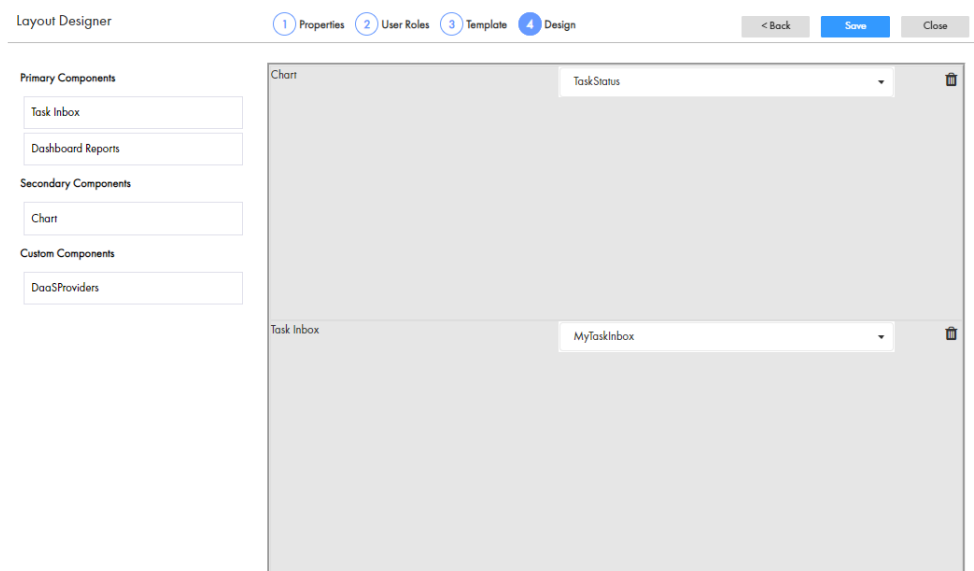 Layout Designer
1 Properties 2 User Roles 3 Template 4 Design
< Back Save Close
Primary Components
Task Inbox
Dashboard Reports
Secondary Components
Chart
Custom Components
DaaSProviders
Chart
TaskStatus
Task Inbox
MyTaskInbox